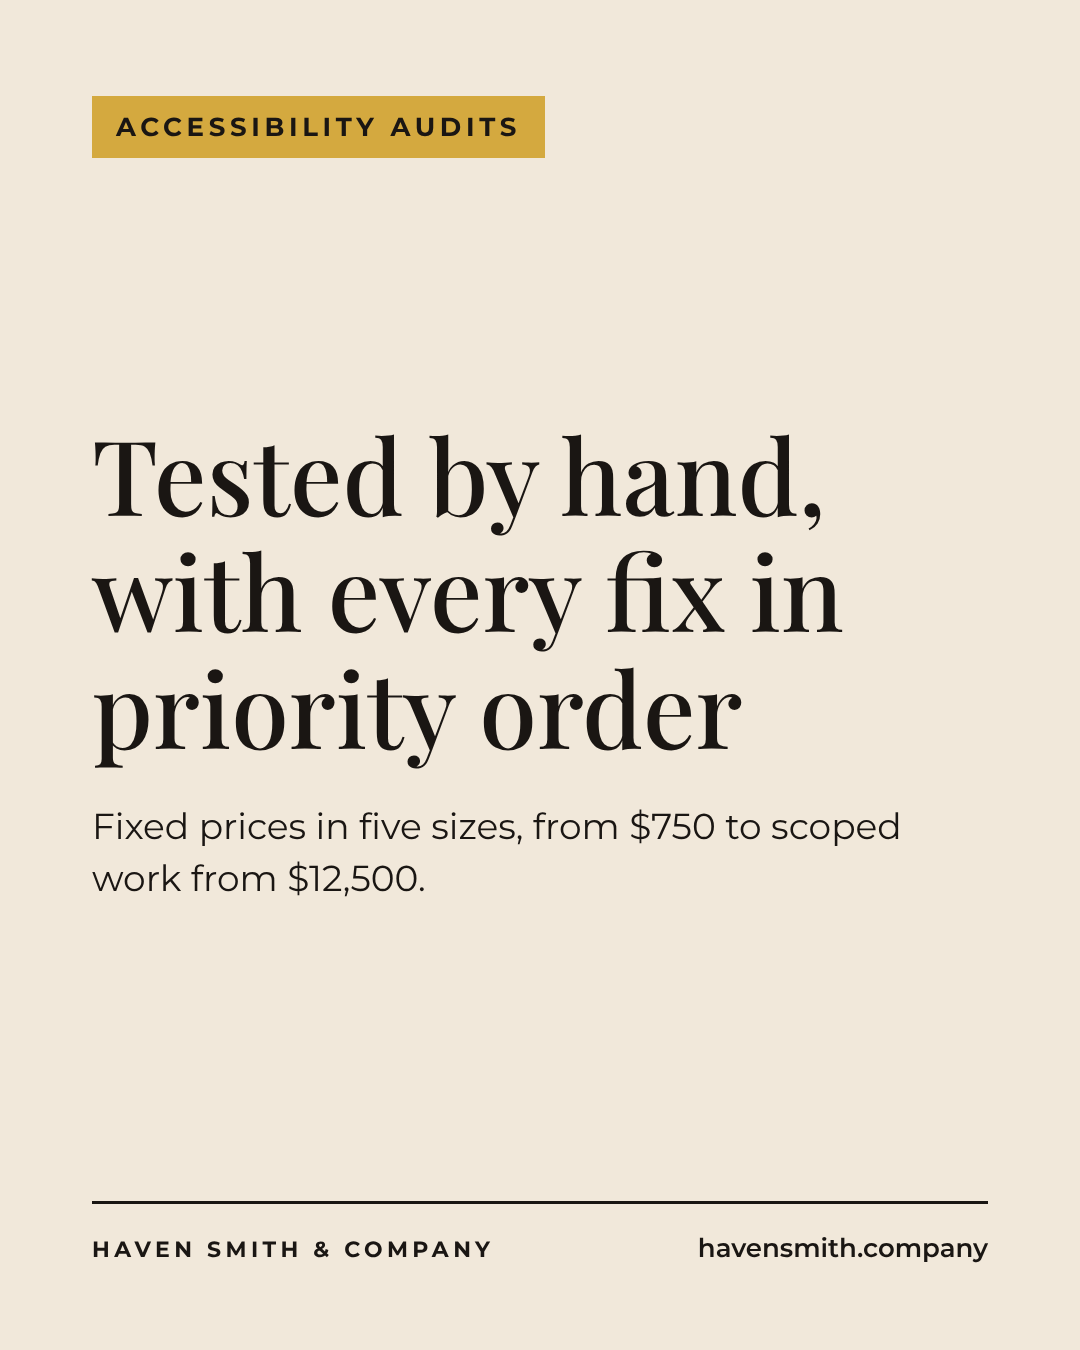 ACCESSIBILITY AUDITS
Tested by hand,
with every fix in
priority order
Fixed prices in five sizes, from $750 to scoped
work from $12,500.
HAVEN SMITH & COMPANY
havensmith.company